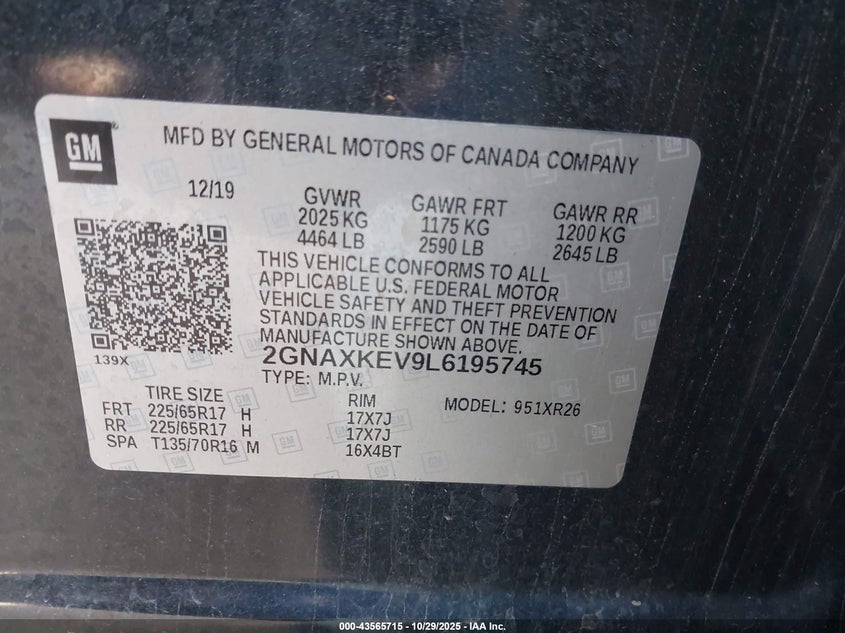 GM
MFD BY GENERAL MOTORS OF CANADA COMPANY
12/19
GVWR
2025 KG
4464 LB
GAWR FRT
1175 KG
2590 LB
GAWR RR
1200 KG
2645 LB
THIS VEHICLE CONFORMS TO ALL
APPLICABLE U.S. FEDERAL MOTOR
VEHICLE SAFETY AND THEFT PREVENTION
STANDARDS IN EFFECT ON THE DATE OF
MANUFACTURE SHOWN ABOVE.
139X
2GNAXKEV9L6195745
TYPE: M.P.V.
TIRE SIZE RIM MODEL: 951XR26
FRT 225/65R17 H 17X7J
RR 225/65R17 H 17X7J
SPA T135/70R16 M 16X4BT
000-43565715 - 10/29/2025 - IAA Inc.